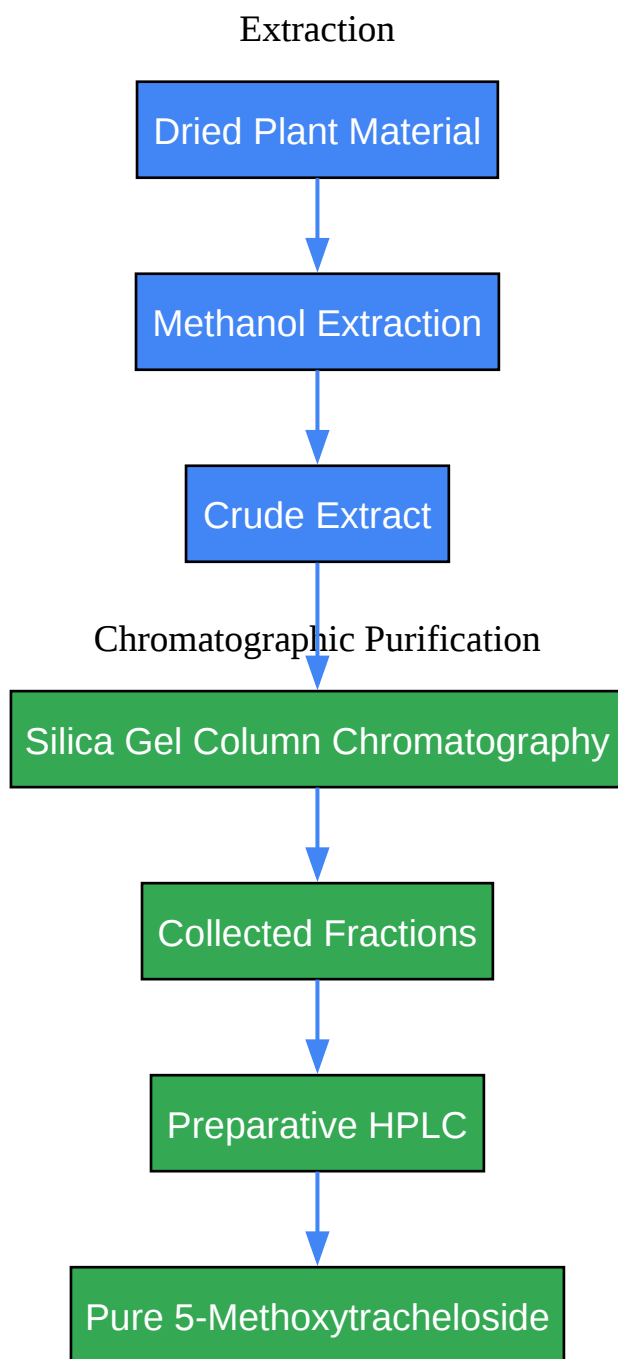 Extraction
Dried Plant Material
Methanol Extraction
Crude Extract
Chromatographic Purification
Silica Gel Column Chromatography
Collected Fractions
Preparative HPLC
Pure 5-Methoxytracheloside